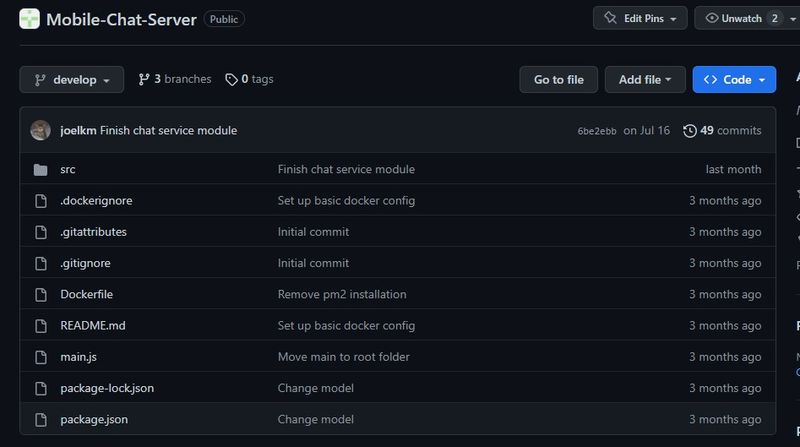 Mobile-Chat-Server Public Edit Pins Unwatch 2
develop 3 branches 0 tags Go to file Add file Code
joelkm Finish chat service module 6be2ebb on Jul 16 49 commits
src Finish chat service module last month
.dockerignore Set up basic docker config 3 months ago
.gitattributes Initial commit 3 months ago
.gitignore Initial commit 3 months ago
Dockerfile Remove pm2 installation 3 months ago
README.md Set up basic docker config 3 months ago
main.js Move main to root folder 3 months ago
package-lock.json Change model 3 months ago
package.json Change model 3 months ago